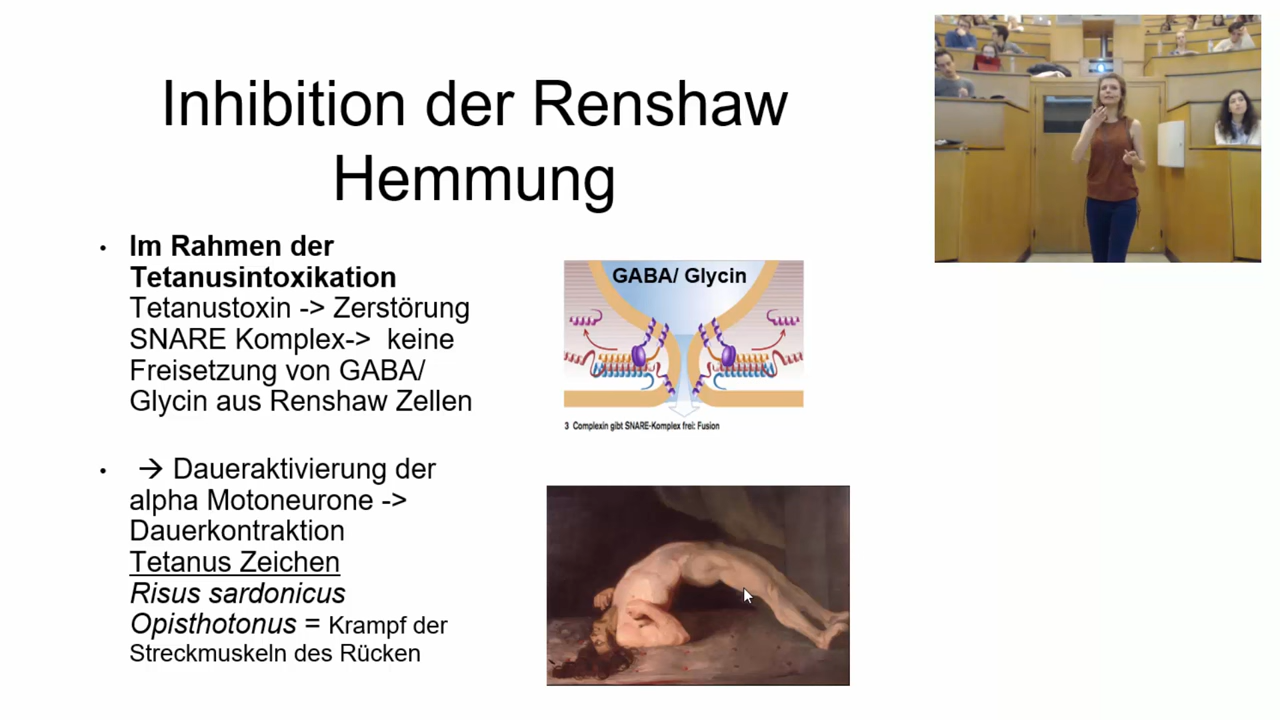 Inhibition der Renshaw
Hemmung
• Im Rahmen der
Tetanusintoxikation
Tetanustoxin -> Zerstörung
SNARE Komplex-> keine
Freisetzung von GABA/
Glycin aus Renshaw Zellen
• → Daueraktivierung der
alpha Motoneurone ->
Dauerkontraktion
Tetanus Zeichen
Risus sardonicus
Opisthotonus = Krampf der
Streckmuskeln des Rücken
GABA/ Glycin
3 Complexin gibt SNARE-Komplex frei: Fusion